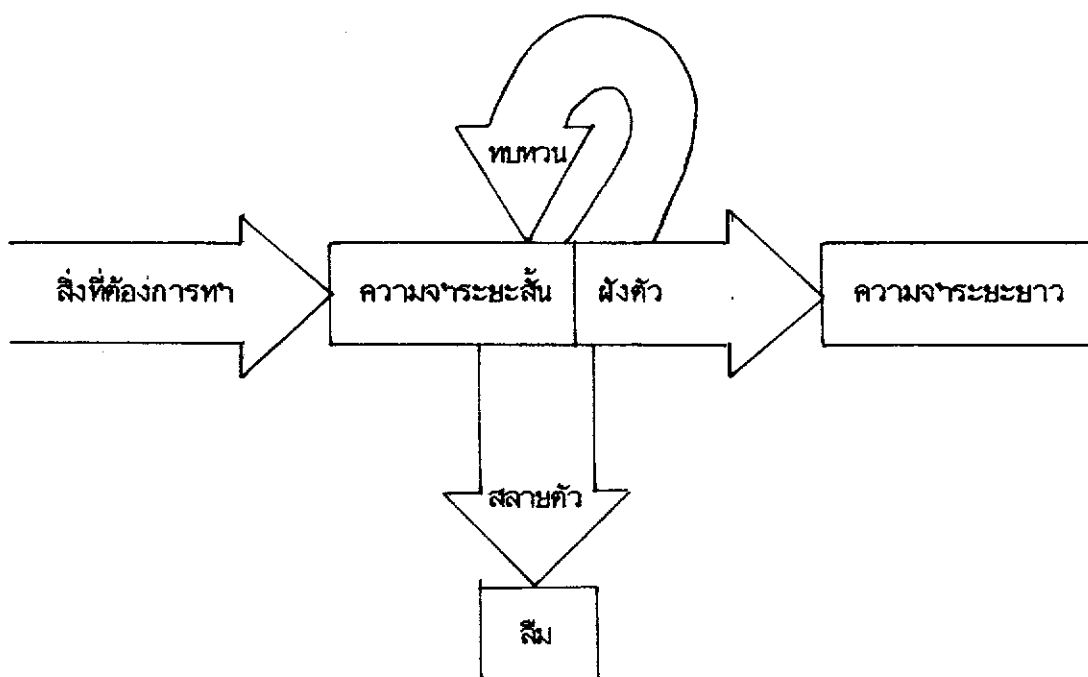 ทบทวน
สิ่งที่ต้องการทำ
ความจำระยะสั้น
ฝังตัว
ความจำระยะยาว
สลายตัว
ลืม